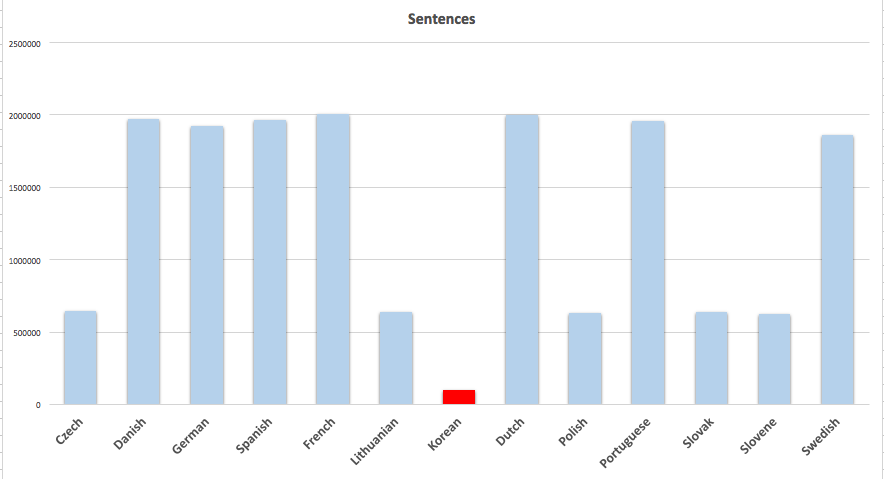 Sentences
2500000
2000000
1500000
1000000
500000
0
Czech
Danish
German
Spanish
French
Lithuanian
Korean
Dutch
Polish
Portuguese
Slovak
Slovene
Swedish